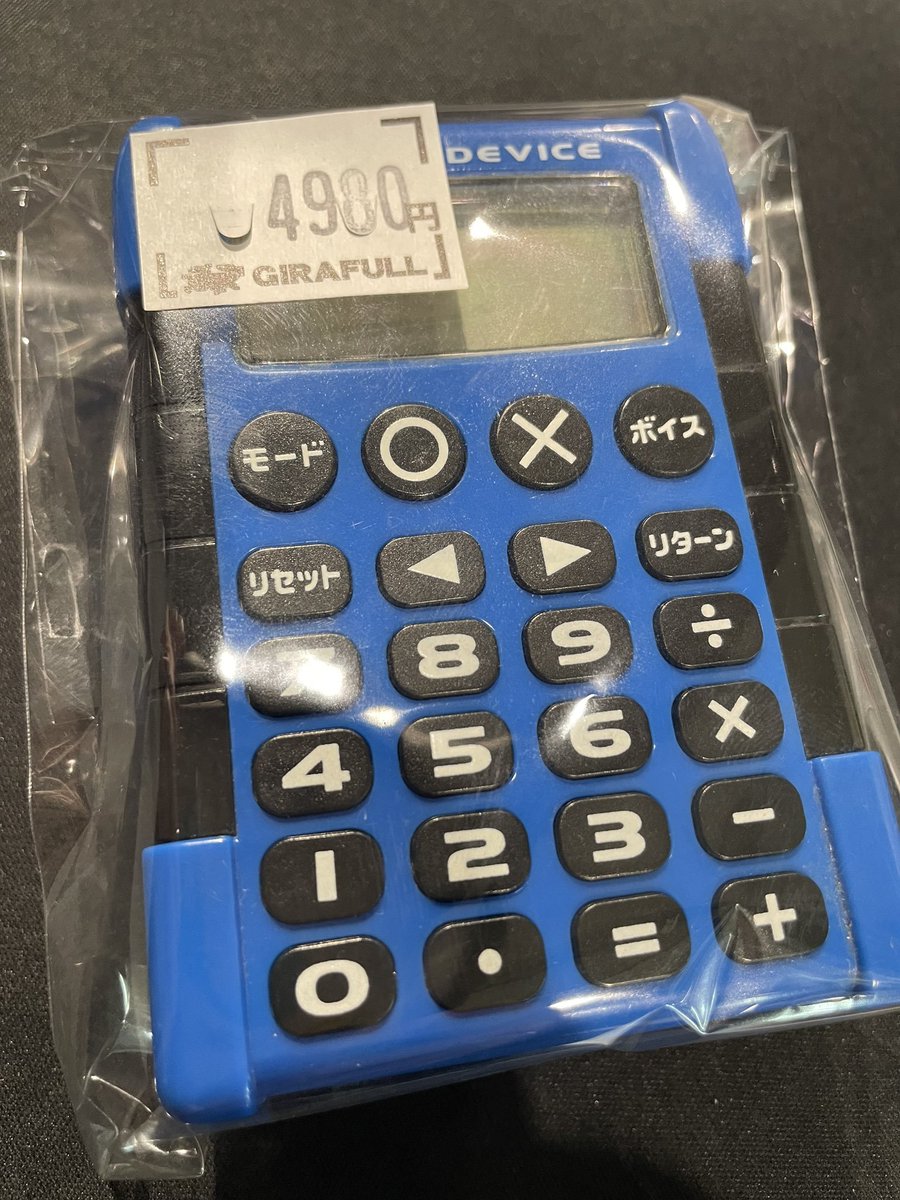 DEVICE
4980円
GIRAFULL
モード ○ × ボイス
リセット ◀ ▶ リターン
7 8 9 ÷
4 5 6 ×
1 2 3 -
0 . = +